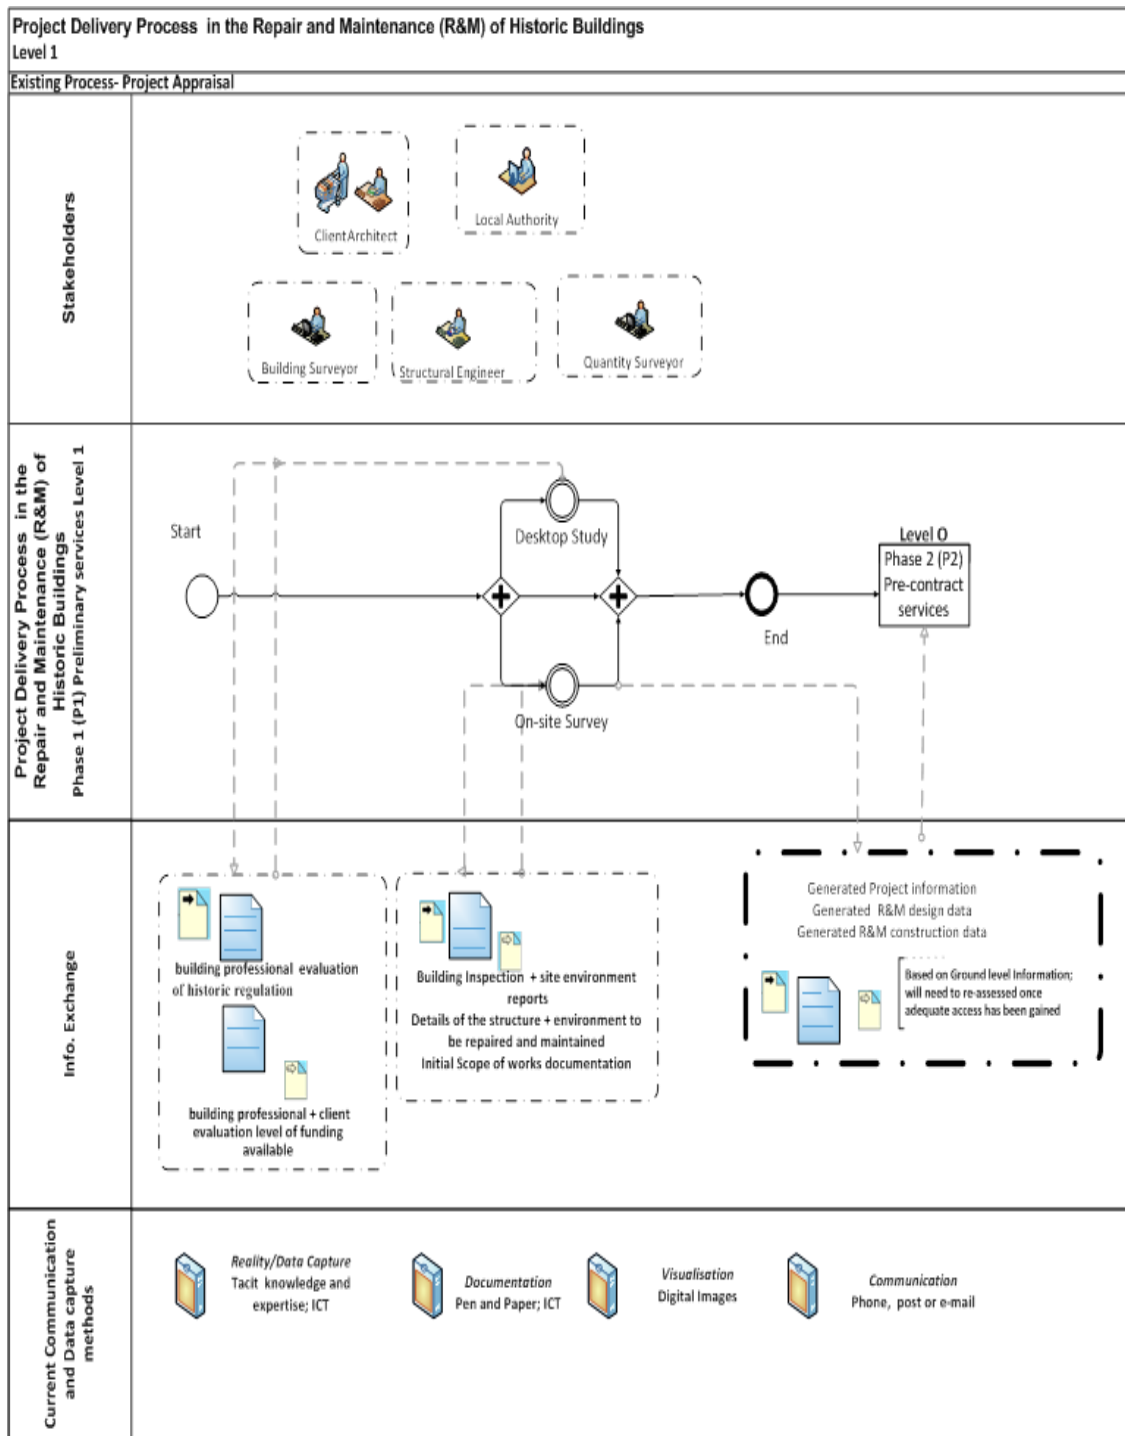 Project Delivery Process in the Repair and Maintenance (R&M) of Historic Buildings
Level 1
Existing Process- Project Appraisal
Stakeholders
Client Architect
Local Authority
Building Surveyor
Structural Engineer
Quantity Surveyor
Project Delivery Process in the
Repair and Maintenance (R&M) of
Historic Buildings
Phase 1 (P1) Preliminary services Level 1
Start
Desktop Study
On-site Survey
End
Level O
Phase 2 (P2)
Pre-contract
services
Info. Exchange
building professional evaluation
of historic regulation
building professional + client
evaluation level of funding
available
Building Inspection + site environment
reports
Details of the structure + environment to
be repaired and maintained
Initial Scope of works documentation
Generated Project information
Generated R&M design data
Generated R&M construction data
Based on Ground level Information;
will need to re-assessed once
adequate access has been gained
Current Communication
and Data capture
methods
Reality/Data Capture
Tacit knowledge and
expertise; ICT
Documentation
Pen and Paper; ICT
Visualisation
Digital Images
Communication
Phone, post or e-mail